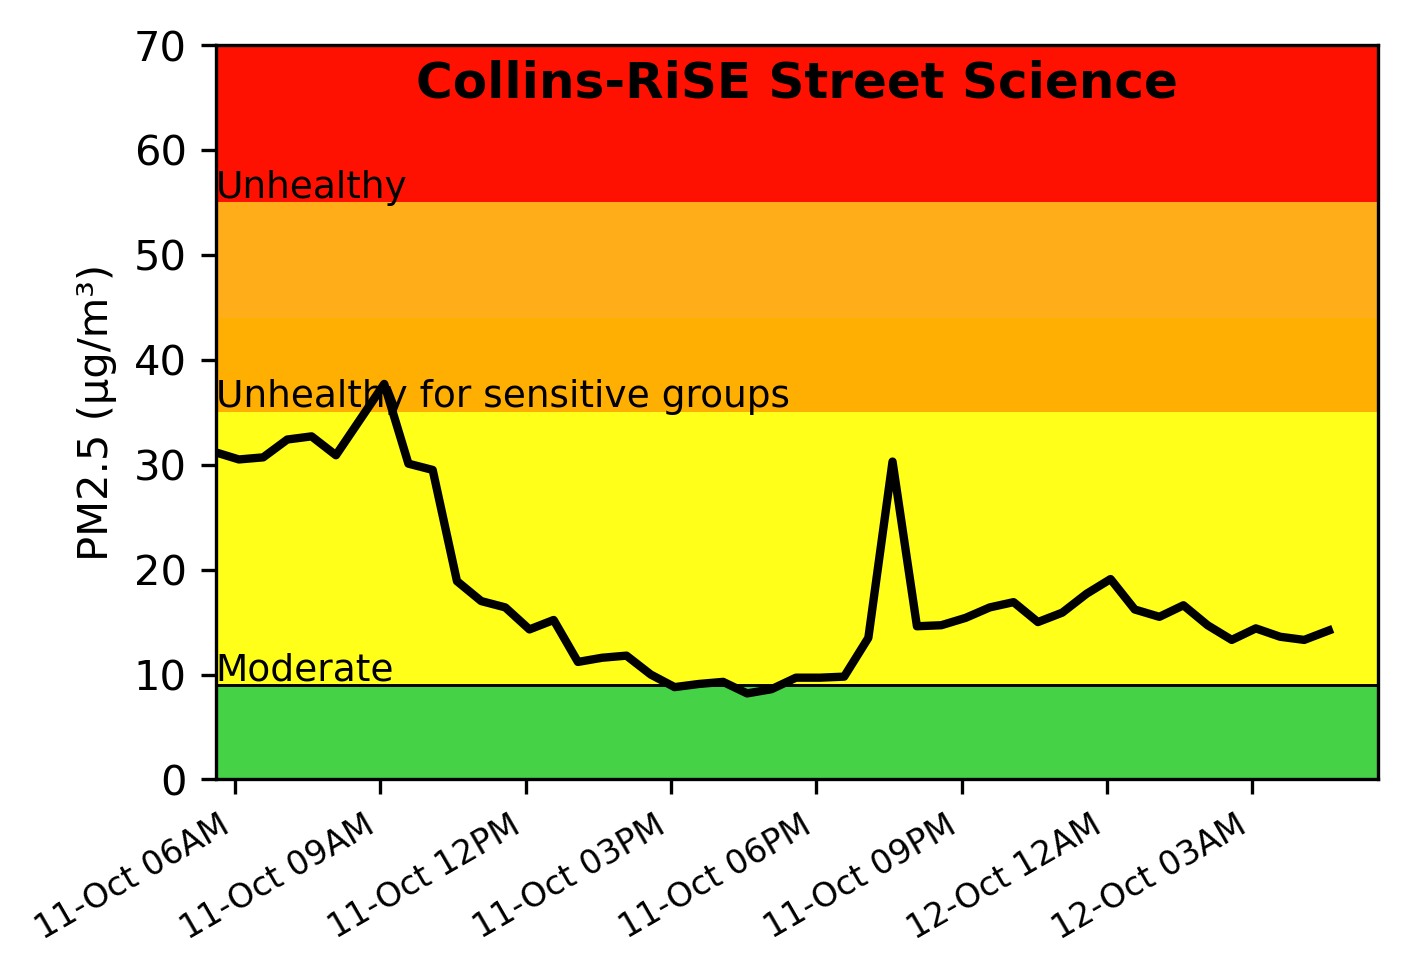 Collins-RiSE Street Science
70
60
Unhealthy
50
40
Unhealthy for sensitive groups
30
20
10
Moderate
0
PM2.5 (µg/m³)
11-Oct 06AM
11-Oct 09AM
11-Oct 12PM
11-Oct 03PM
11-Oct 06PM
11-Oct 09PM
12-Oct 12AM
12-Oct 03AM